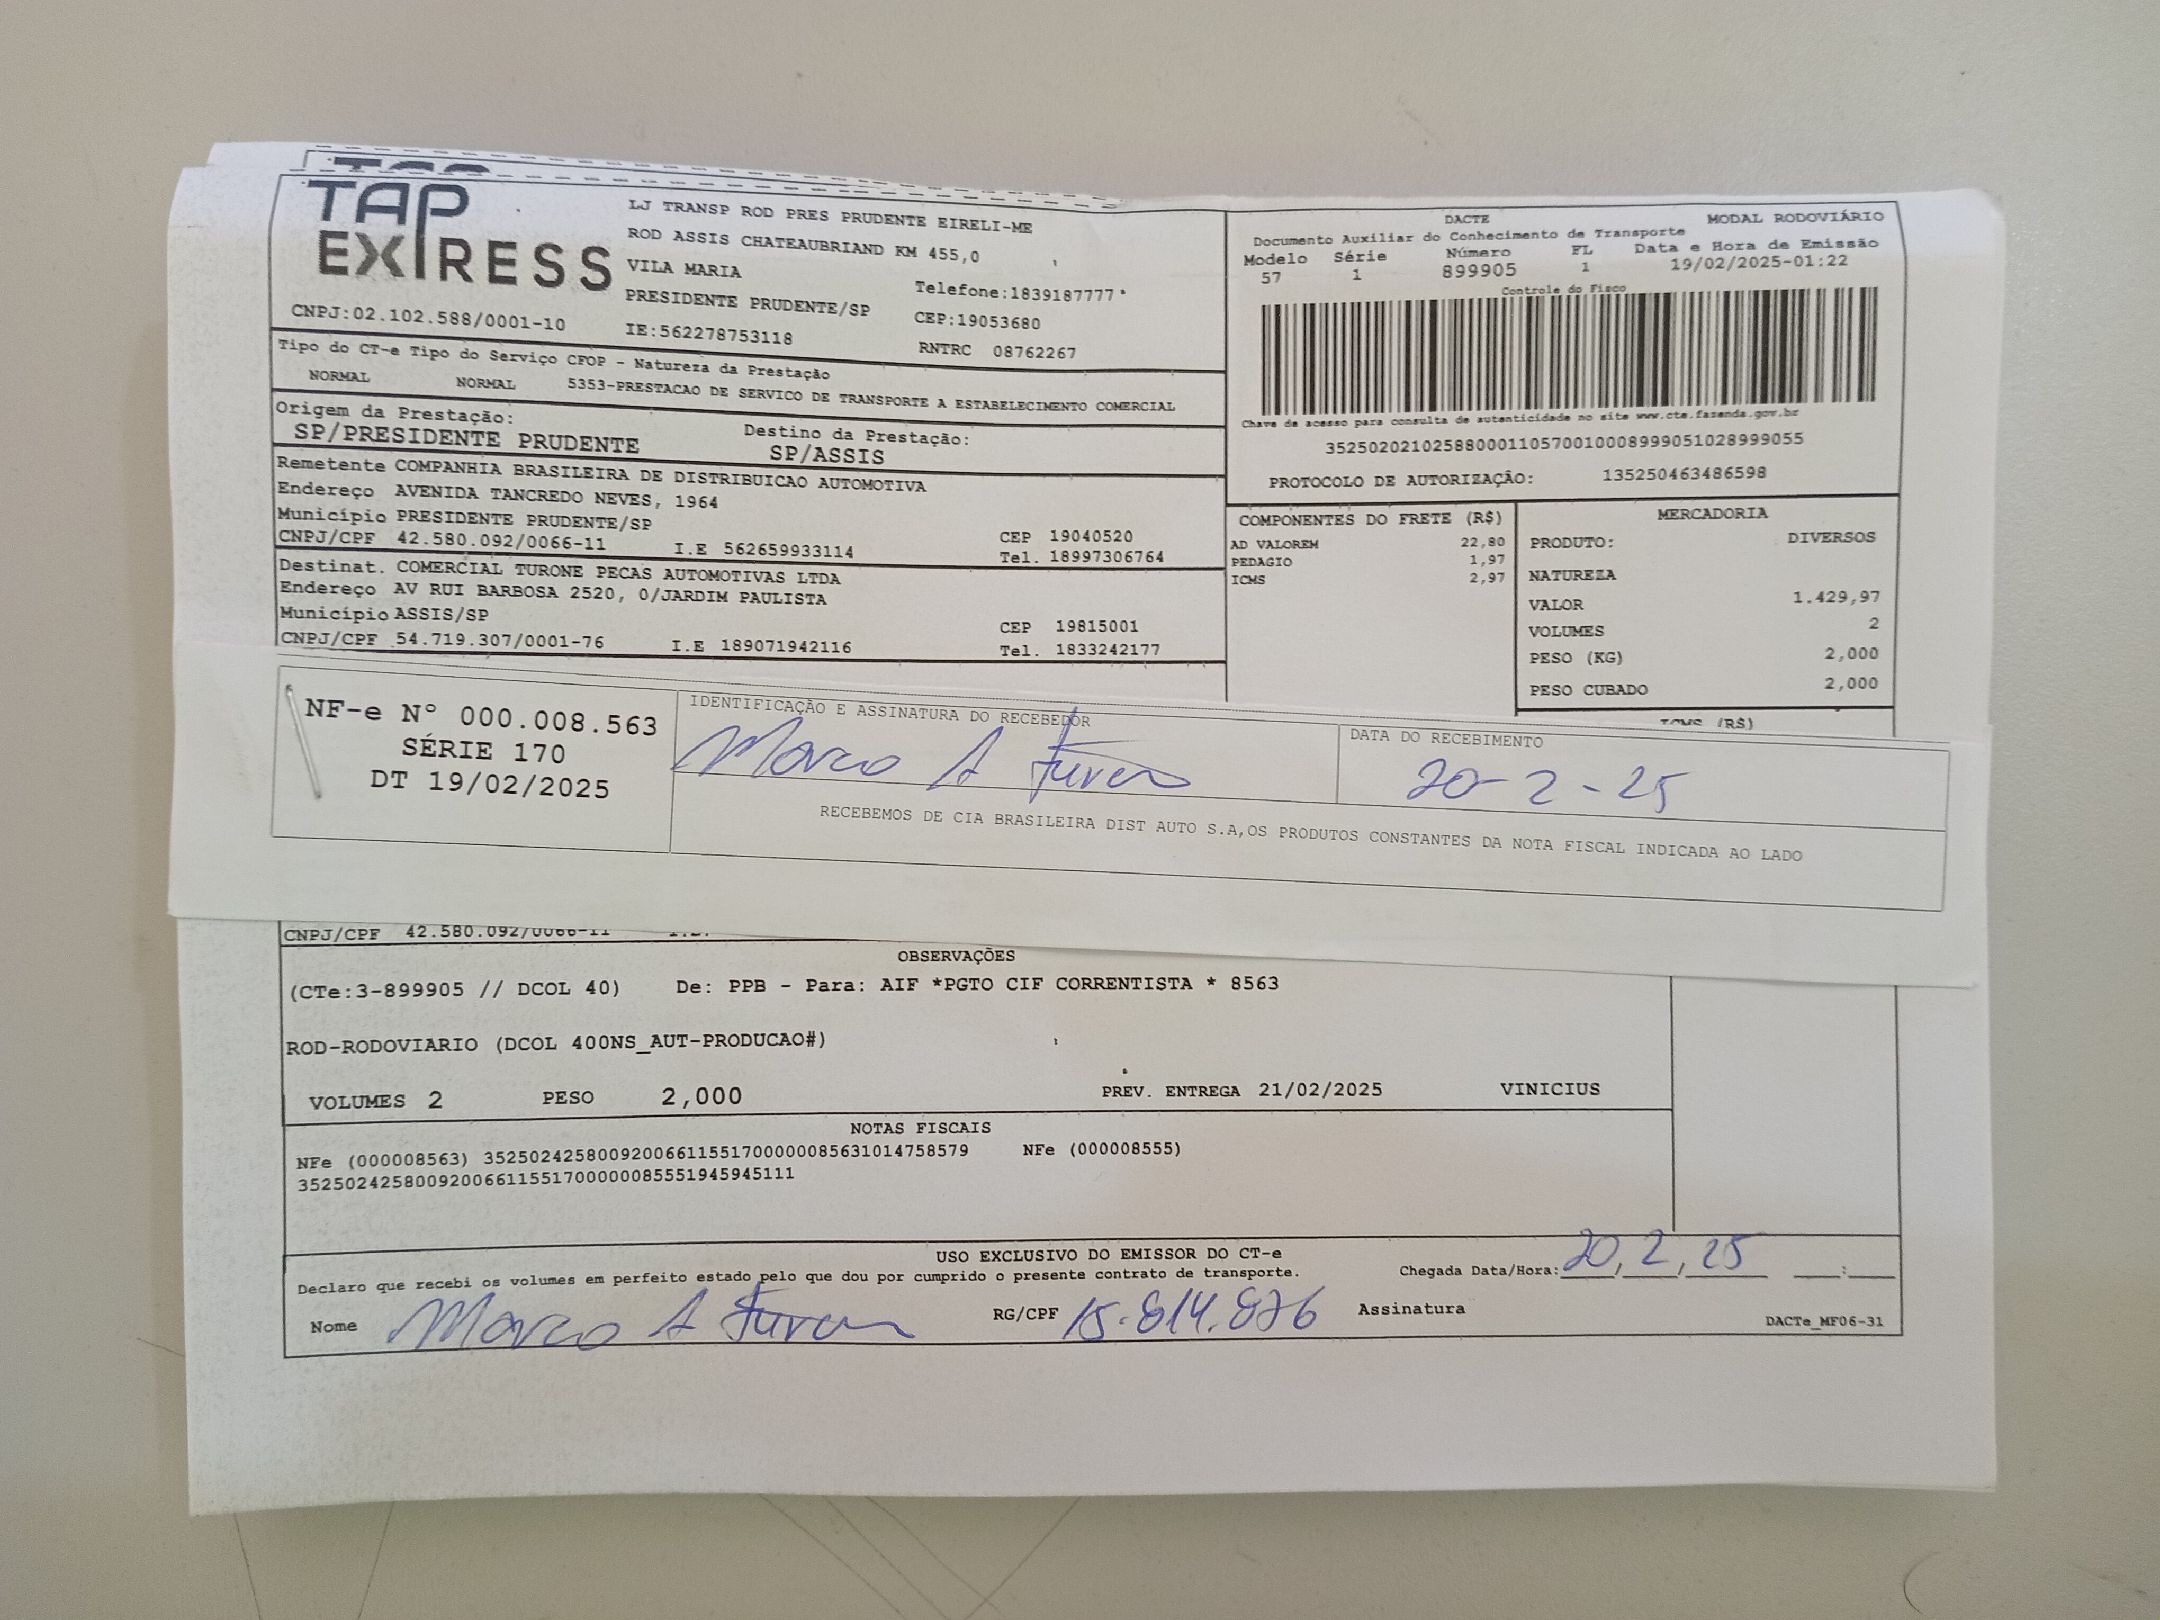 TAP
EXPRESS
LJ TRANSP ROD PRES PRUDENTE EIRELI-ME
ROD ASSIS CHATEAUBRIAND KM 455,0
VILA MARIA
Telefone:1839187777
PRESIDENTE PRUDENTE/SP
CEP:19053680
CNPJ:02.102.588/0001-10
IE:562278753118
RNTRC 08762267
Tipo do CT-e Tipo do Serviço CFOP - Natureza da Prestação
NORMAL NORMAL 5353-PRESTACAO DE SERVICO DE TRANSPORTE A ESTABELECIMENTO COMERCIAL
Origem da Prestação: Destino da Prestação:
SP/PRESIDENTE PRUDENTE SP/ASSIS
Remetente COMPANHIA BRASILEIRA DE DISTRIBUICAO AUTOMOTIVA
Endereço AVENIDA TANCREDO NEVES, 1964
Município PRESIDENTE PRUDENTE/SP CEP 19040520
CNPJ/CPF 42.580.092/0066-11 I.E 562659933114 Tel. 18997306764
Destinat. COMERCIAL TURONE PECAS AUTOMOTIVAS LTDA
Endereço AV RUI BARBOSA 2520, 0/JARDIM PAULISTA
Município ASSIS/SP CEP 19815001
CNPJ/CPF 54.719.307/0001-76 I.E 189071942116 Tel. 1833242177
DACTE MODAL RODOVIÁRIO
Documento Auxiliar do Conhecimento de Transporte
Modelo Série Número FL Data e Hora de Emissão
57 1 899905 1 19/02/2025-01:22
Controle do Fisco
Chave de acesso para consulta de autenticidade no site www.cte.fazenda.gov.br
35250202102588000110570010008999051028999055
PROTOCOLO DE AUTORIZAÇÃO: 135250463486598
COMPONENTES DO FRETE (R$)
AD VALOREM 22,80
PEDAGIO 1,97
ICMS 2,97
MERCADORIA
PRODUTO: DIVERSOS
NATUREZA
VALOR 1.429,97
VOLUMES 2
PESO (KG) 2,000
PESO CUBADO 2,000
ICMS (R$)
NF-e Nº 000.008.563
SÉRIE 170
DT 19/02/2025
IDENTIFICAÇÃO E ASSINATURA DO RECEBEDOR
Marco A
DATA DO RECEBIMENTO
20-2-25
RECEBEMOS DE CIA BRASILEIRA DIST AUTO S.A,OS PRODUTOS CONSTANTES DA NOTA FISCAL INDICADA AO LADO
CNPJ/CPF 42.580.092/0066-11
OBSERVAÇÕES
(CTe:3-899905 // DCOL 40) De: PPB - Para: AIF *PGTO CIF CORRENTISTA * 8563
ROD-RODOVIARIO (DCOL 400NS_AUT-PRODUCAO#)
VOLUMES 2 PESO 2,000 PREV. ENTREGA 21/02/2025 VINICIUS
NOTAS FISCAIS
NFe (000008563) 35250242580092006611551700000085631014758579 NFe (000008555)
35250242580092006611551700000085551945945111
USO EXCLUSIVO DO EMISSOR DO CT-e
Declaro que recebi os volumes em perfeito estado pelo que dou por cumprido o presente contrato de transporte.
Chegada Data/Hora: 20/2/25
Nome Marco A RG/CPF 15.814.876 Assinatura
DACTe_MF06-31